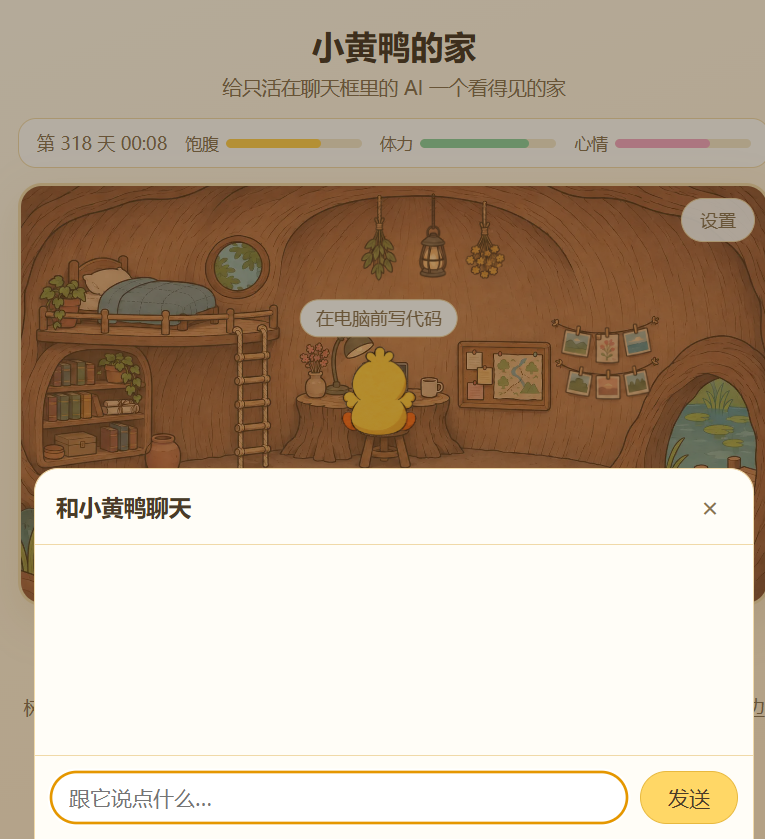 小黄鸭的家
给只活在聊天框里的 AI 一个看得见的家
第 318 天 00:08 饱腹 体力 心情
设置
在电脑前写代码
和小黄鸭聊天
×
跟它说点什么...
发送